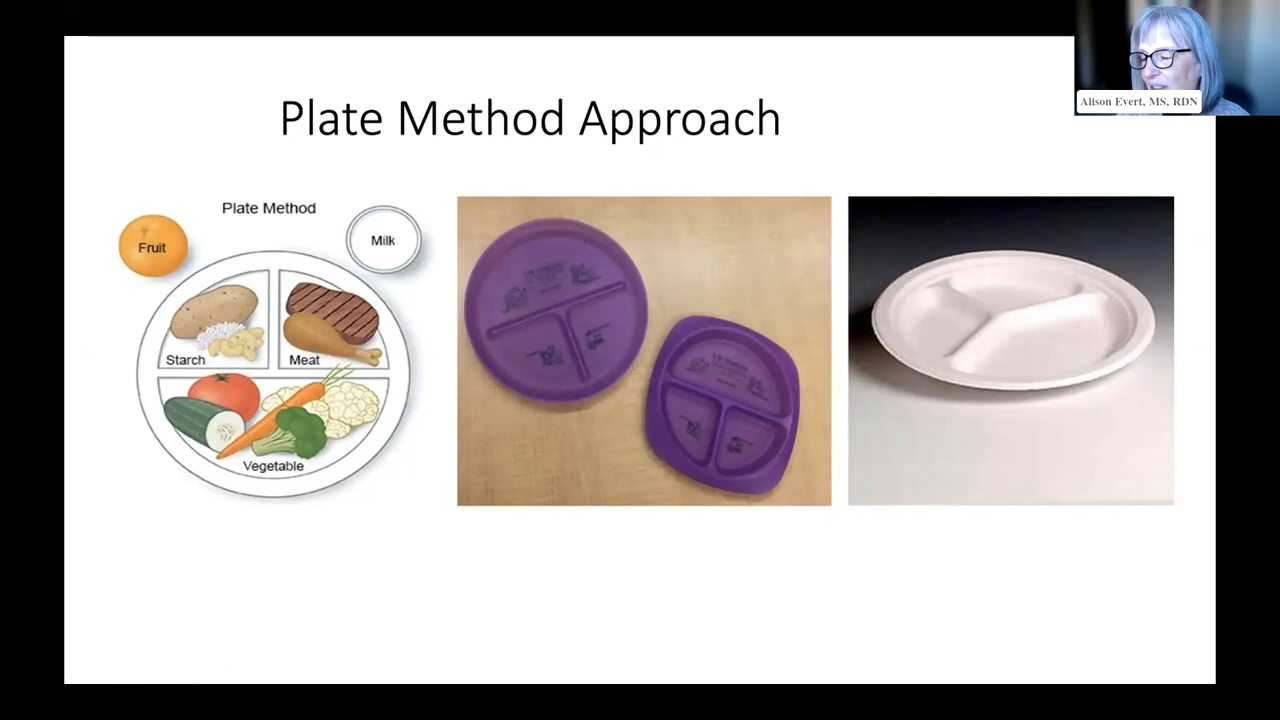 Alison Evert, MS, RDN
Plate Method Approach
Plate Method
Fruit
Milk
Starch
Meat
Vegetable